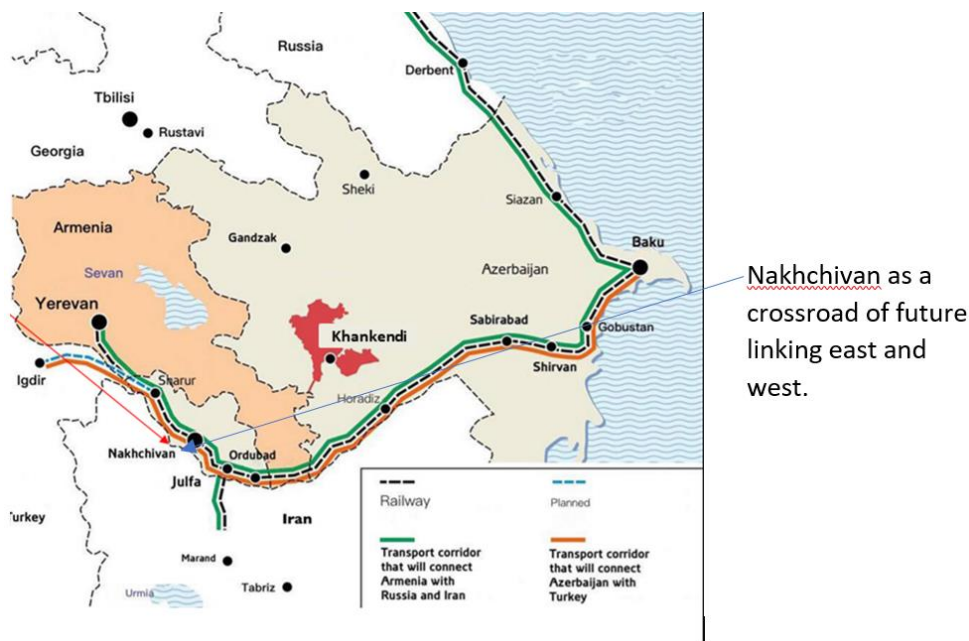 Russia
Derbent
Tbilisi
Rustavi
Georgia
Sheki
Siazan
Armenia
Gandzak
Baku
Sevan
Azerbaijan
Yerevan
Khankendi
Sabirabad
Gobustan
Shirvan
Igdir
Sharur
Horadiz
Nakhchivan
Ordubad
Julfa
Iran
Turkey
Marand
Tabriz
Urmia
Railway
Planned
Transport corridor
that will connect
Armenia with
Russia and Iran
Transport corridor
that will connect
Azerbaijan with
Turkey
Nakhchivan as a
crossroad of future
linking east and
west.